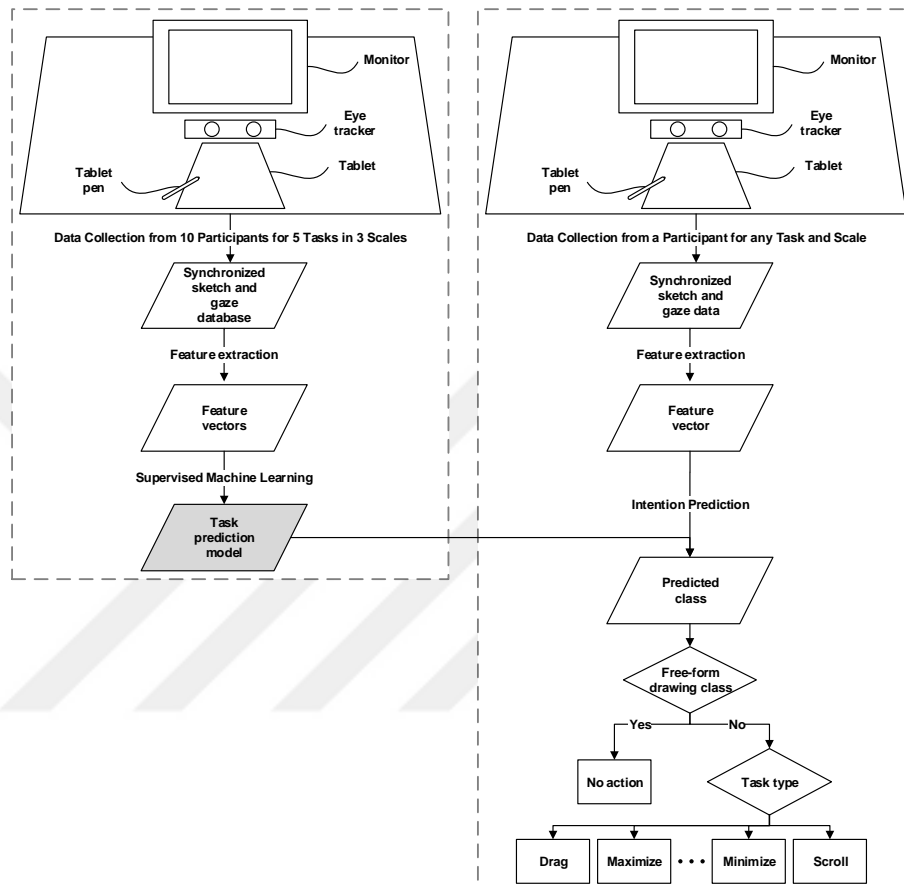 Monitor
Eye
tracker
Tablet
Tablet
pen
Data Collection from 10 Participants for 5 Tasks in 3 Scales
Synchronized
sketch and
gaze
database
Feature extraction
Feature
vectors
Supervised Machine Learning
Task
prediction
model
Monitor
Eye
tracker
Tablet
Tablet
pen
Data Collection from a Participant for any Task and Scale
Synchronized
sketch and
gaze data
Feature extraction
Feature
vector
Intention Prediction
Predicted
class
Free-form
drawing class
Yes
No
No action
Task type
Drag
Maximize
• • •
Minimize
Scroll